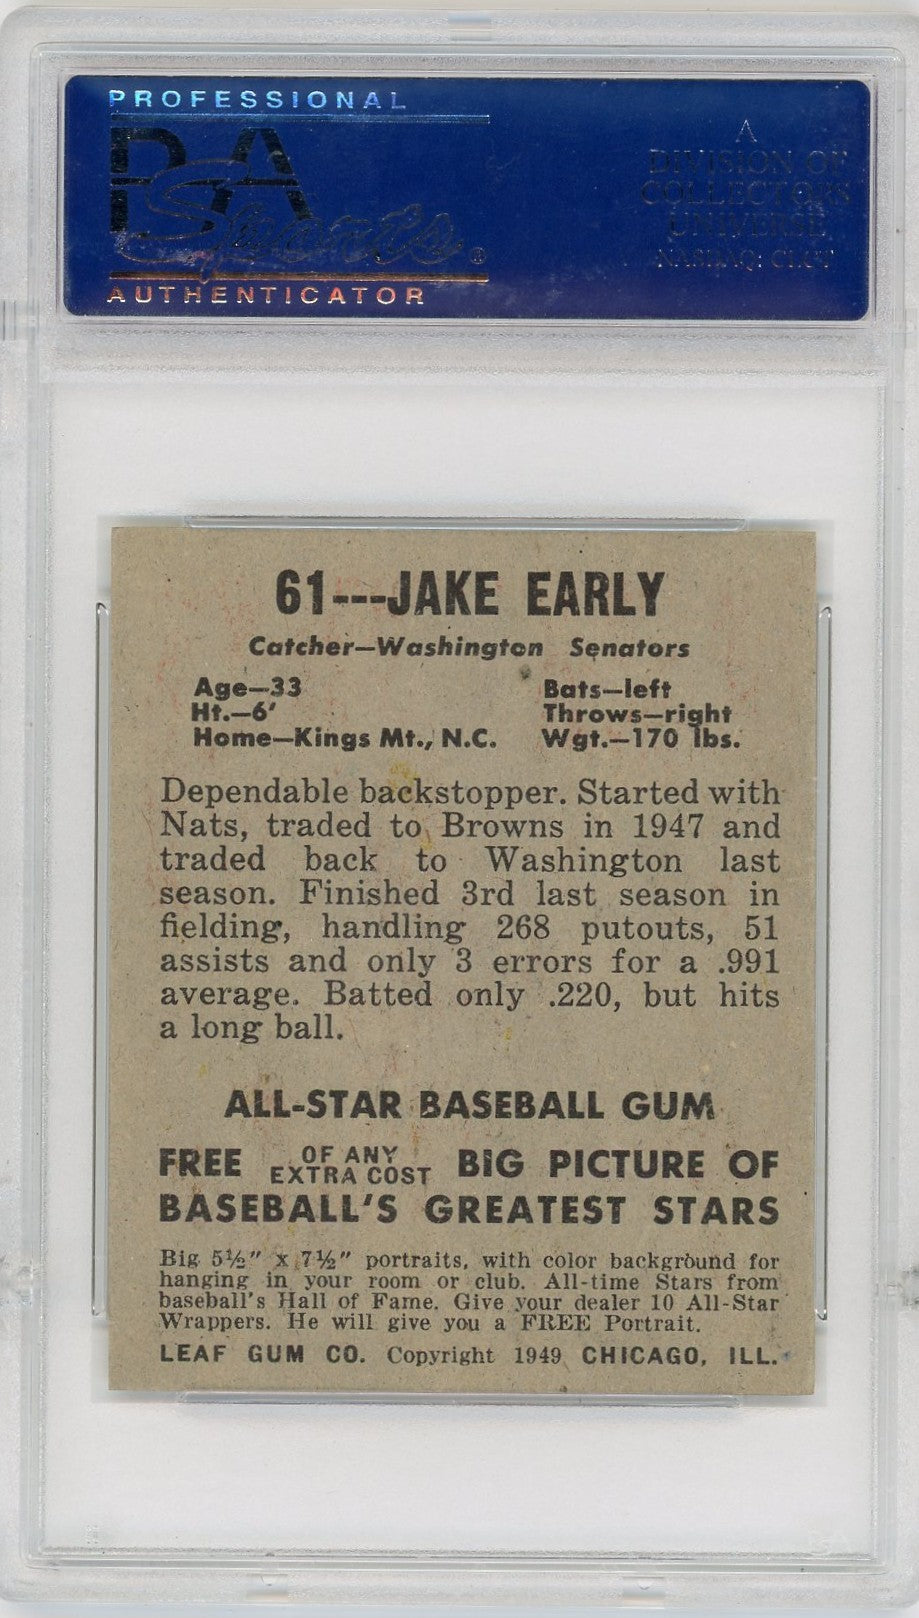 PROFESSIONAL
PSA
AUTHENTICATOR
A
DIVISION OF
COLLECTORS
UNIVERSE
NASDAQ: CLCT
61---JAKE EARLY
Catcher—Washington Senators
Age—33 Bats—left
Ht.—6' Throws—right
Home—Kings Mt., N.C. Wgt.—170 lbs.
Dependable backstopper. Started with
Nats, traded to Browns in 1947 and
traded back to Washington last
season. Finished 3rd last season in
fielding, handling 268 putouts, 51
assists and only 3 errors for a .991
average. Batted only .220, but hits
a long ball.
ALL-STAR BASEBALL GUM
FREE OF ANY EXTRA COST BIG PICTURE OF
BASEBALL'S GREATEST STARS
Big 5½" x 7½" portraits, with color background for
hanging in your room or club. All-time Stars from
baseball's Hall of Fame. Give your dealer 10 All-Star
Wrappers. He will give you a FREE Portrait.
LEAF GUM CO. Copyright 1949 CHICAGO, ILL.